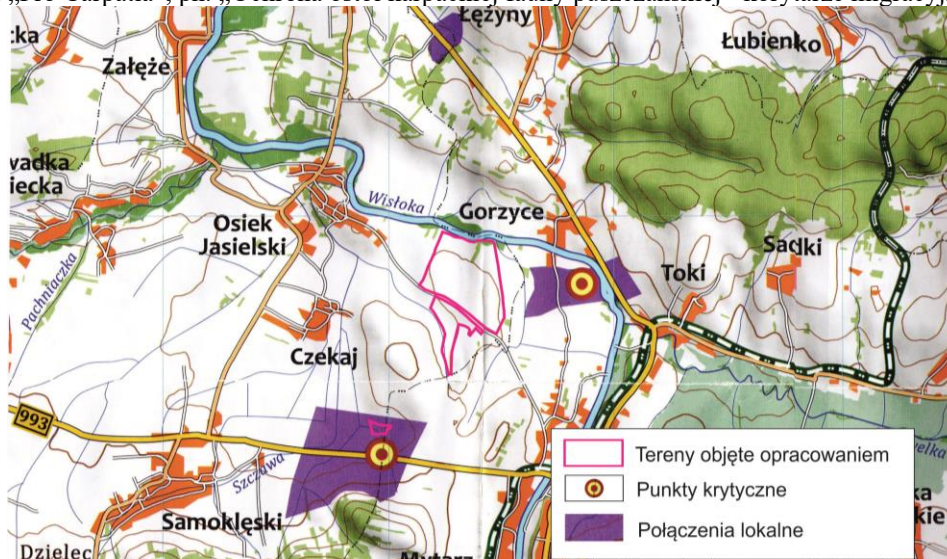 Łężyny
Łubienko
Załęże
Wisłoka
Gorzyce
Osiek
Jasielski
Sadki
Toki
Pachniaczka
Czekaj
993
Szczawa
Samoklęski
Dzielec
Tereny objęte opracowaniem
Punkty krytyczne
Połączenia lokalne